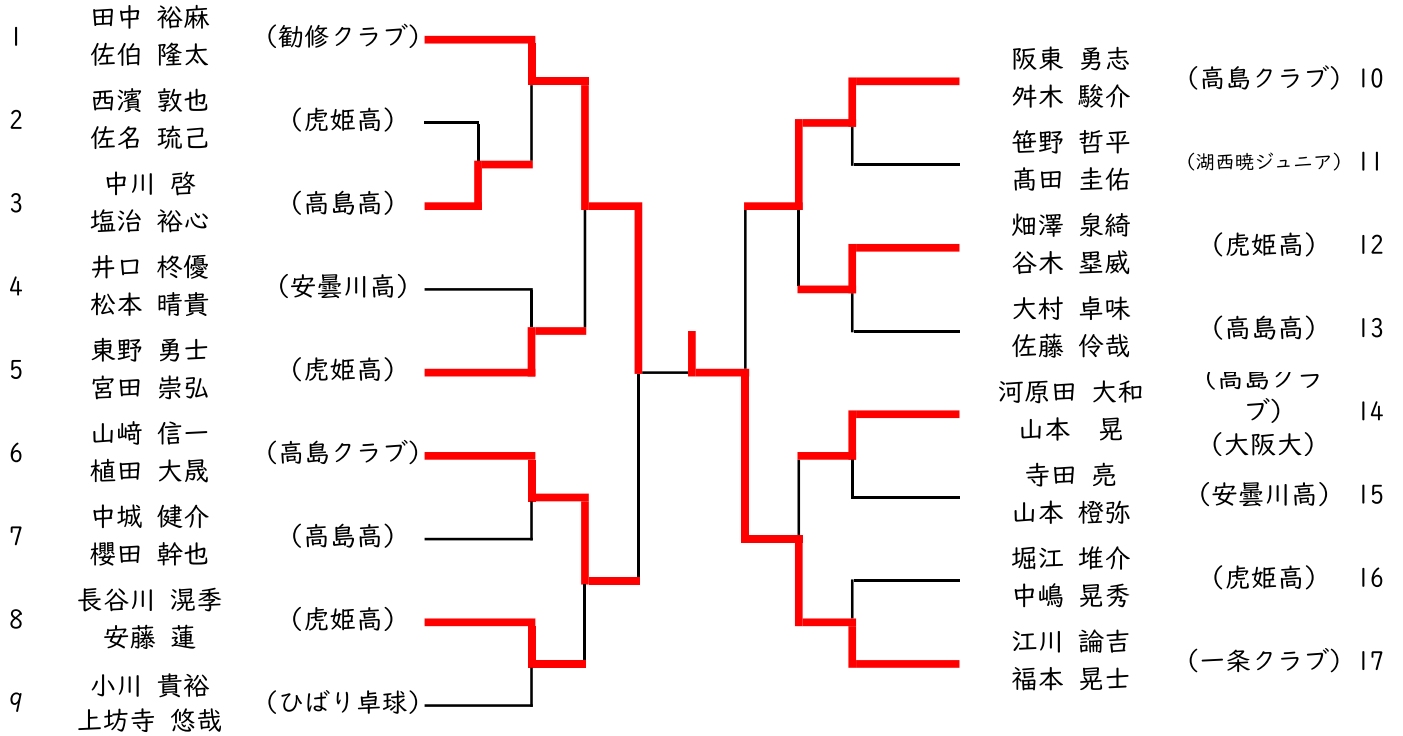 1 田中 裕麻 (勧修クラブ)
佐伯 隆太
2 西濱 敦也 (虎姫高)
佐名 琉己
3 中川 啓 (高島高)
塩治 裕心
4 井口 柊優 (安曇川高)
松本 晴貴
5 東野 勇士 (虎姫高)
宮田 崇弘
6 山﨑 信一 (高島クラブ)
植田 大晟
7 中城 健介 (高島高)
櫻田 幹也
8 長谷川 滉季 (虎姫高)
安藤 蓮
9 小川 貴裕 (ひばり卓球)
上坊寺 悠哉
阪東 勇志 (高島クラブ) 10
舛木 駿介
笹野 哲平 (湖西暁ジュニア) 11
髙田 圭佑
畑澤 泉綺 (虎姫高) 12
谷木 塁威
大村 卓味 (高島高) 13
佐藤 伶哉
河原田 大和 (高島クラ
ブ) 14
山本 晃 (大阪大)
寺田 亮 (安曇川高) 15
山本 橙弥
堀江 堆介 (虎姫高) 16
中嶋 晃秀
江川 諭吉 (一条クラブ) 17
福本 晃士